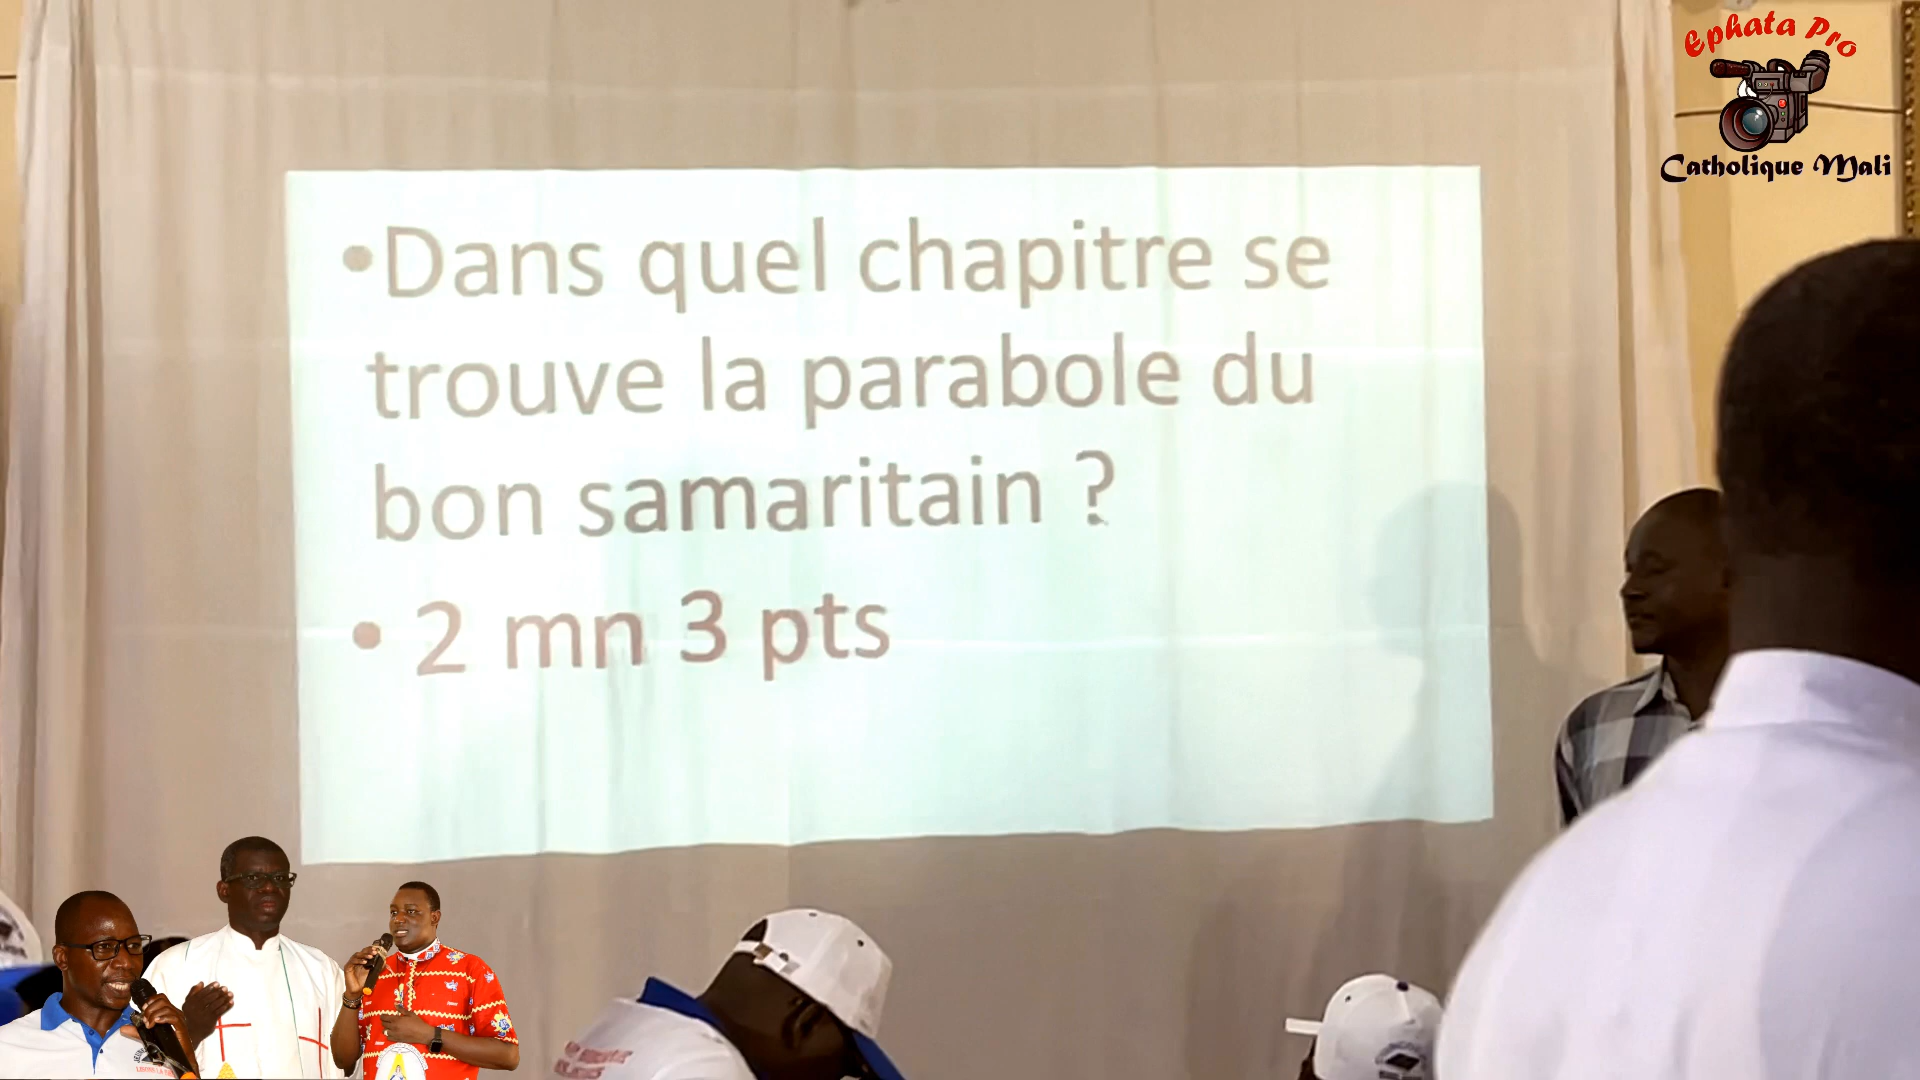 Ephata Pro
Catholique Mali
•Dans quel chapitre se
trouve la parabole du
bon samaritain ?
• 2 mn 3 pts